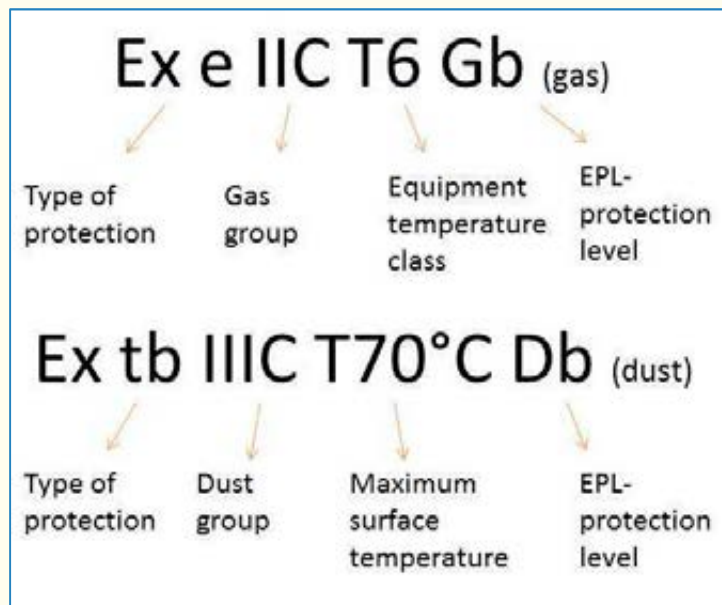 Ex e IIC T6 Gb (gas)
Type of
protection
Gas
group
Equipment
temperature
class
EPL-
protection
level
Ex tb IIIC T70°C Db (dust)
Type of
protection
Dust
group
Maximum
surface
temperature
EPL-
protection
level